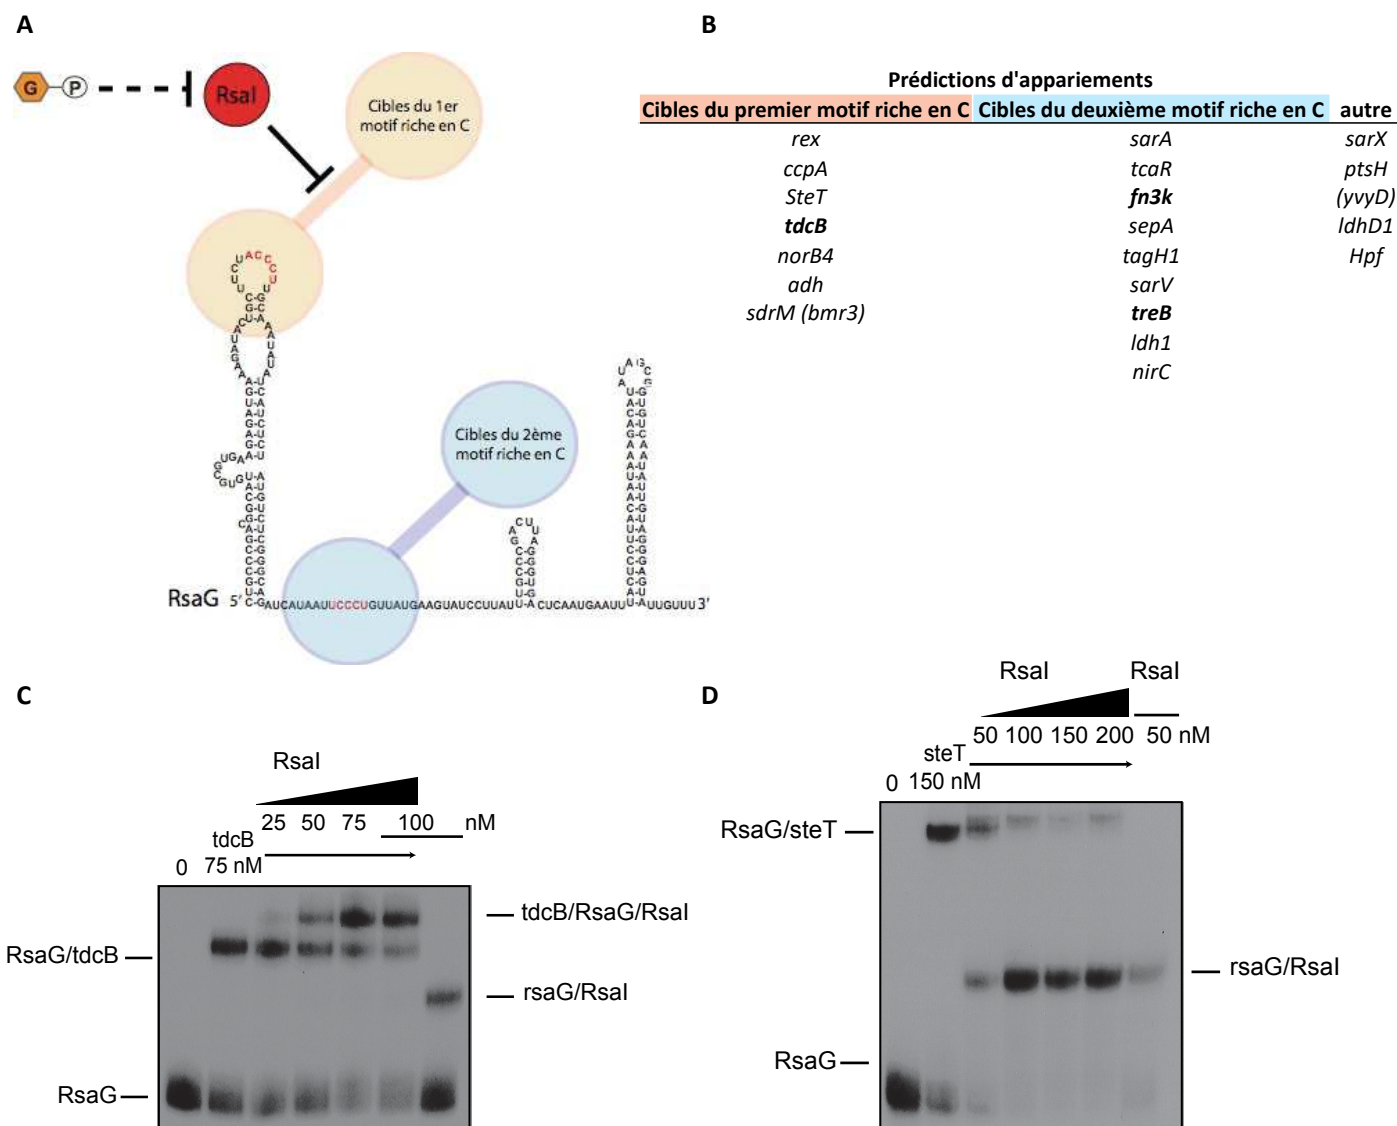 A
G
P
RsaI
Cibles du 1er
motif riche en C
Cibles du 2ème
motif riche en C
RsaG 5'
AUCAUAAUUCCCUGUUAUGAAGUAUCCUUAU
CUCAAUGAAUU
UUGUUU 3'
B
Prédictions d'appariements
Cibles du premier motif riche en C Cibles du deuxième motif riche en C autre
rex sarA sarX
ccpA tcaR ptsH
SteT fn3k (yvyD)
tdcB sepA ldhD1
norB4 tagH1 Hpf
adh sarV
sdrM (bmr3) treB
ldh1
nirC
C
RsaI
tdcB 25 50 75 100 nM
0 75 nM
RsaG/tdcB
RsaG
tdcB/RsaG/RsaI
rsaG/RsaI
D
RsaI RsaI
50 100 150 200 50 nM
steT
0 150 nM
RsaG/steT
RsaG
rsaG/RsaI